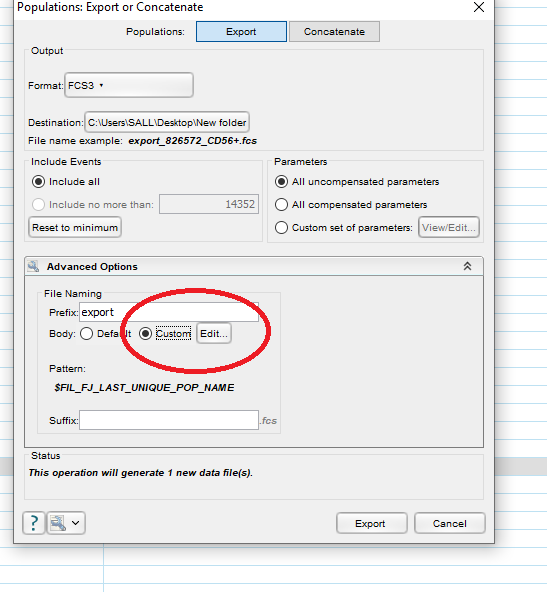 Populations: Export or Concatenate
Populations: Export Concatenate
Output
Format: FCS3
Destination: C:\Users\SALL\Desktop\New folder
File name example: export_826572_CD56+.fcs
Include Events
Include all
Include no more than: 14352
Reset to minimum
Parameters
All uncompensated parameters
All compensated parameters
Custom set of parameters: View/Edit...
Advanced Options
File Naming
Prefix: export
Body: Default Custom Edit...
Pattern:
$FIL_FJ_LAST_UNIQUE_POP_NAME
Suffix: .fcs
Status
This operation will generate 1 new data file(s).
? Export Cancel